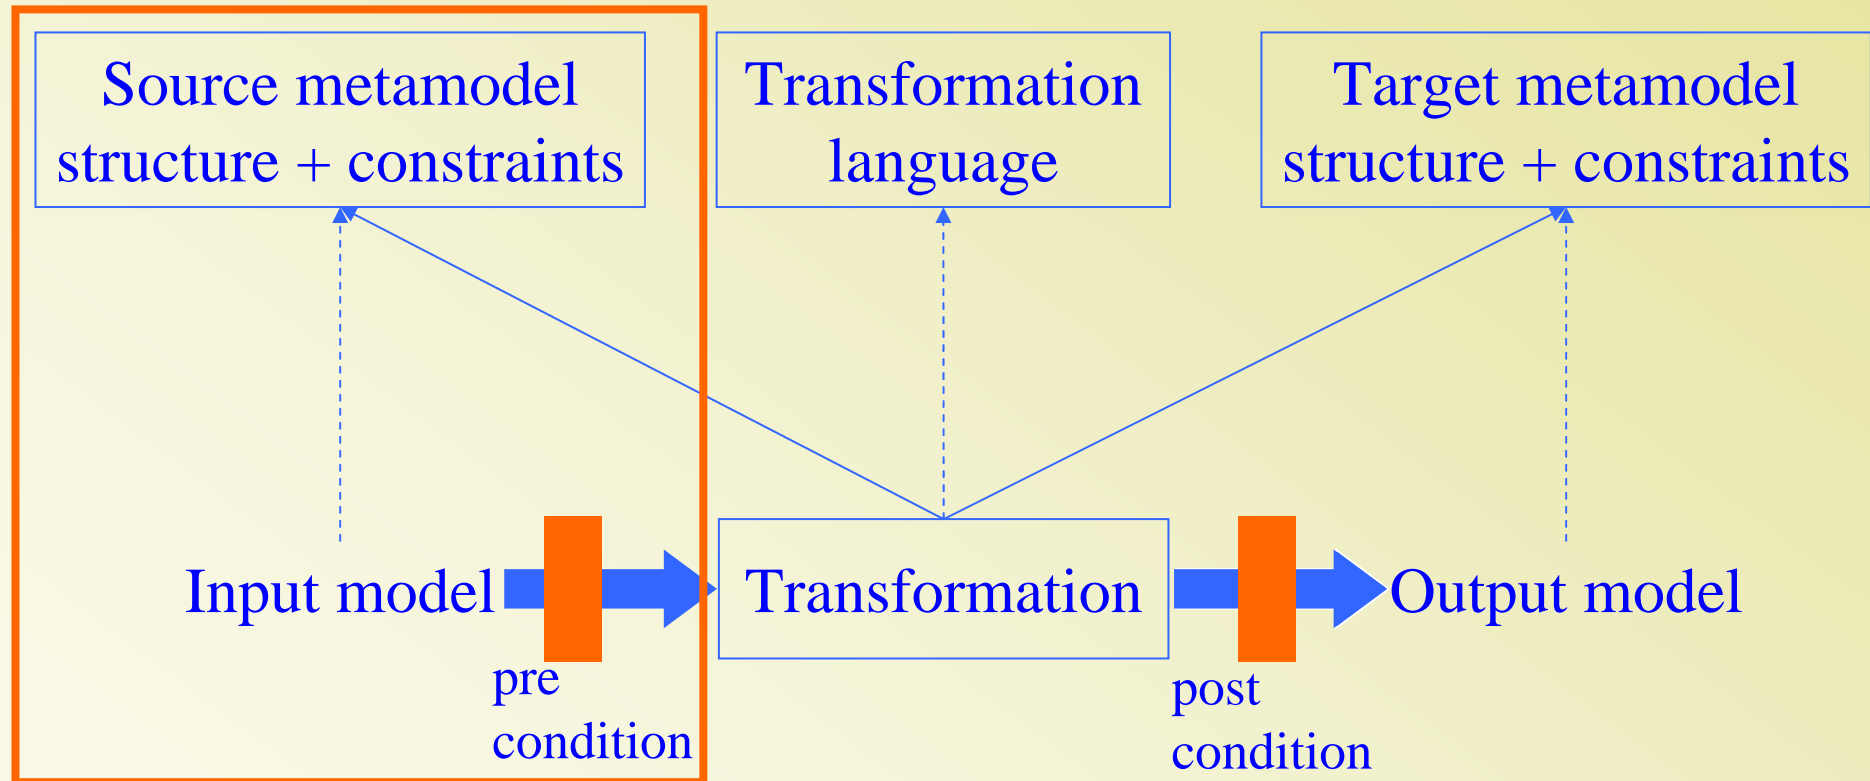 Source metamodel
structure + constraints
Transformation
language
Target metamodel
structure + constraints
Input model
Transformation
Output model
pre
condition
post
condition